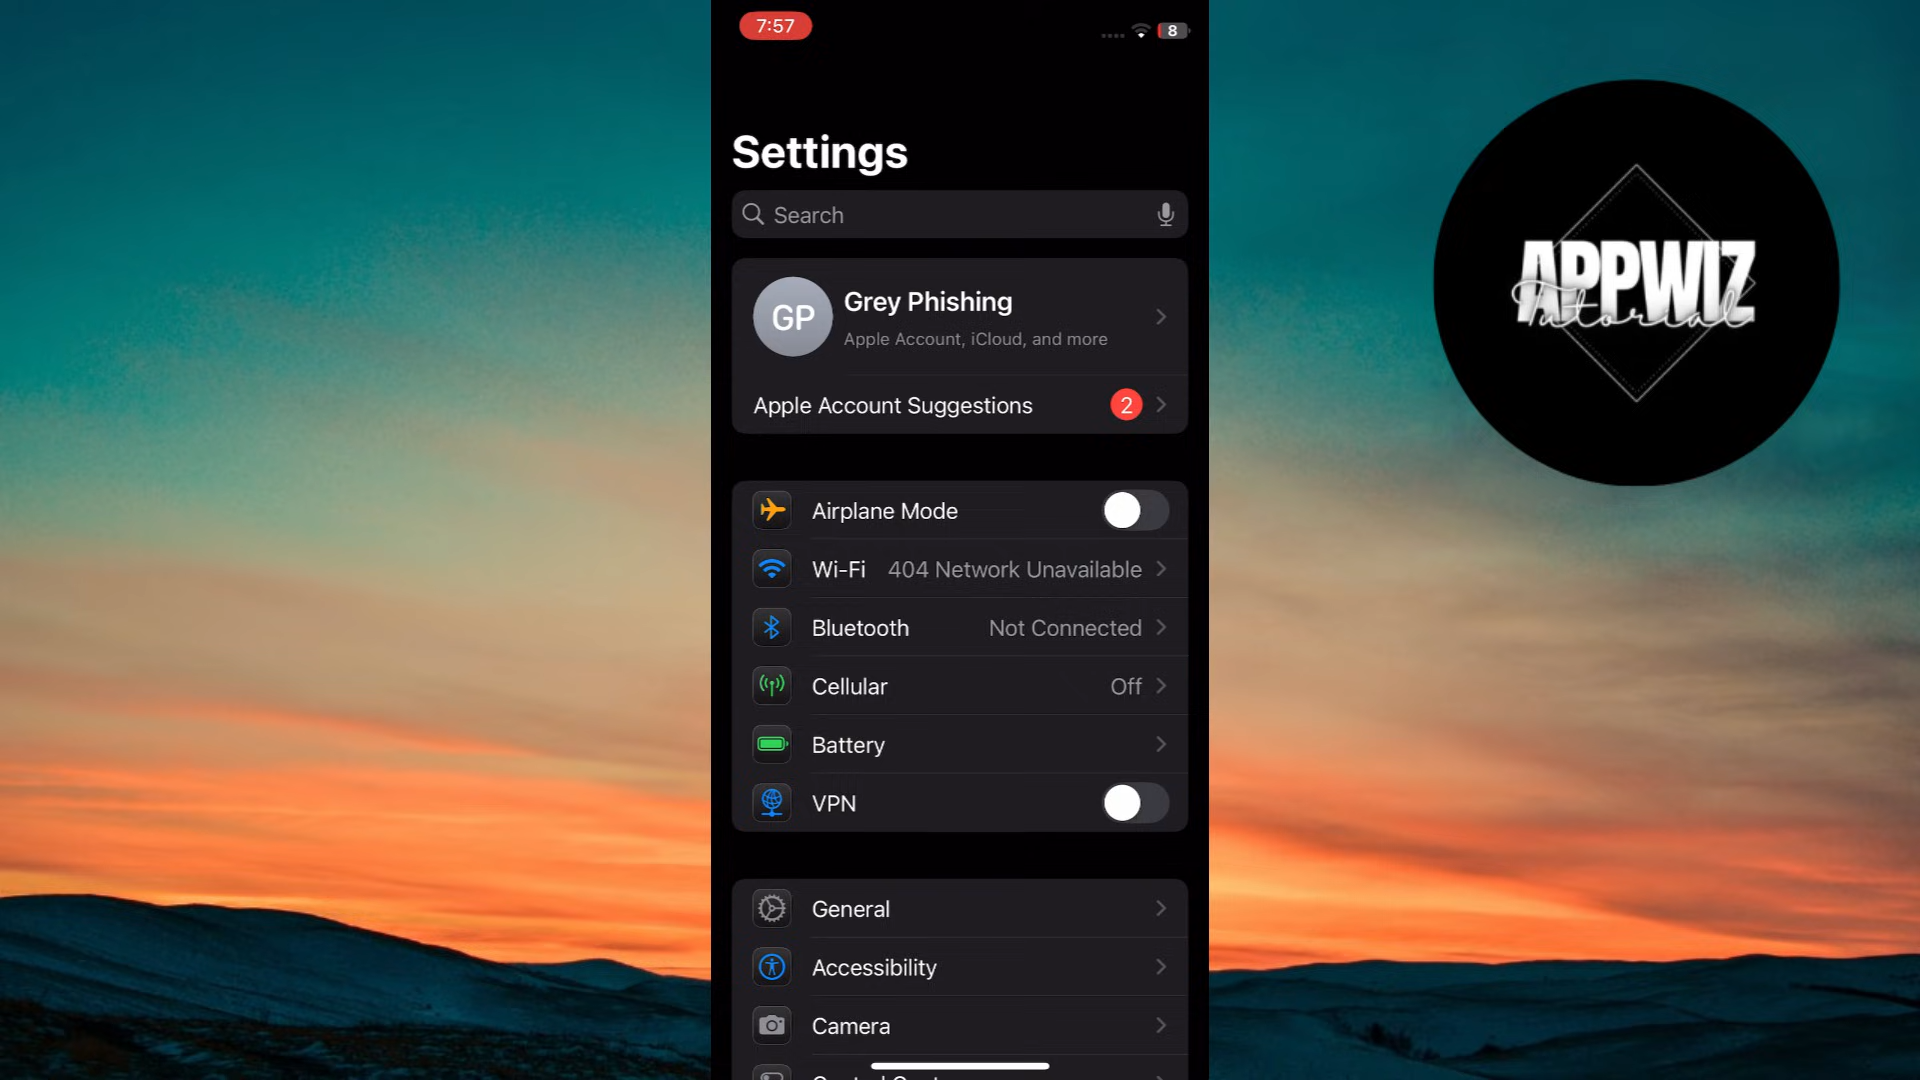 7:57
8
Settings
Search
GP
Grey Phishing
Apple Account, iCloud, and more
Apple Account Suggestions 2
Airplane Mode
Wi-Fi 404 Network Unavailable
Bluetooth Not Connected
Cellular Off
Battery
VPN
General
Accessibility
Camera
APPWIZ
Tutorial